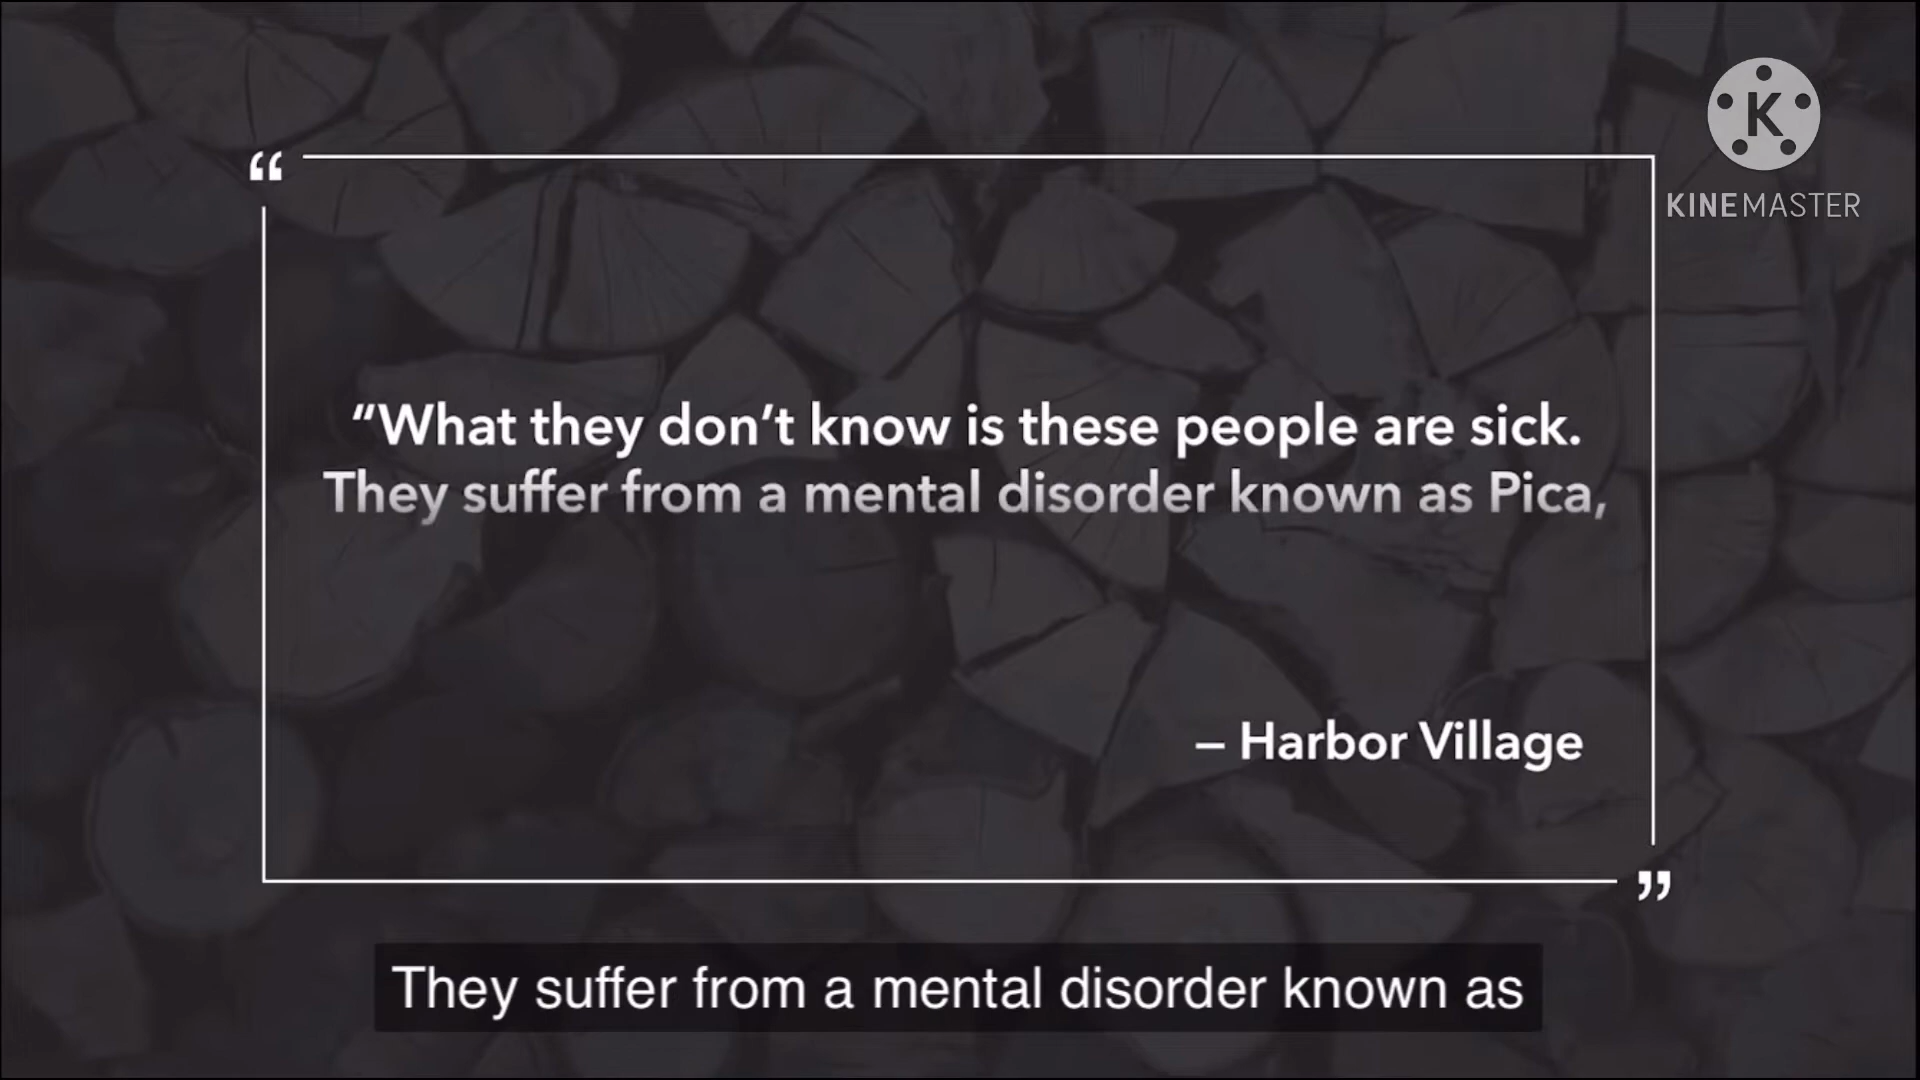 K
KINEMASTER
“
“What they don’t know is these people are sick.
They suffer from a mental disorder known as Pica,
– Harbor Village
”
They suffer from a mental disorder known as